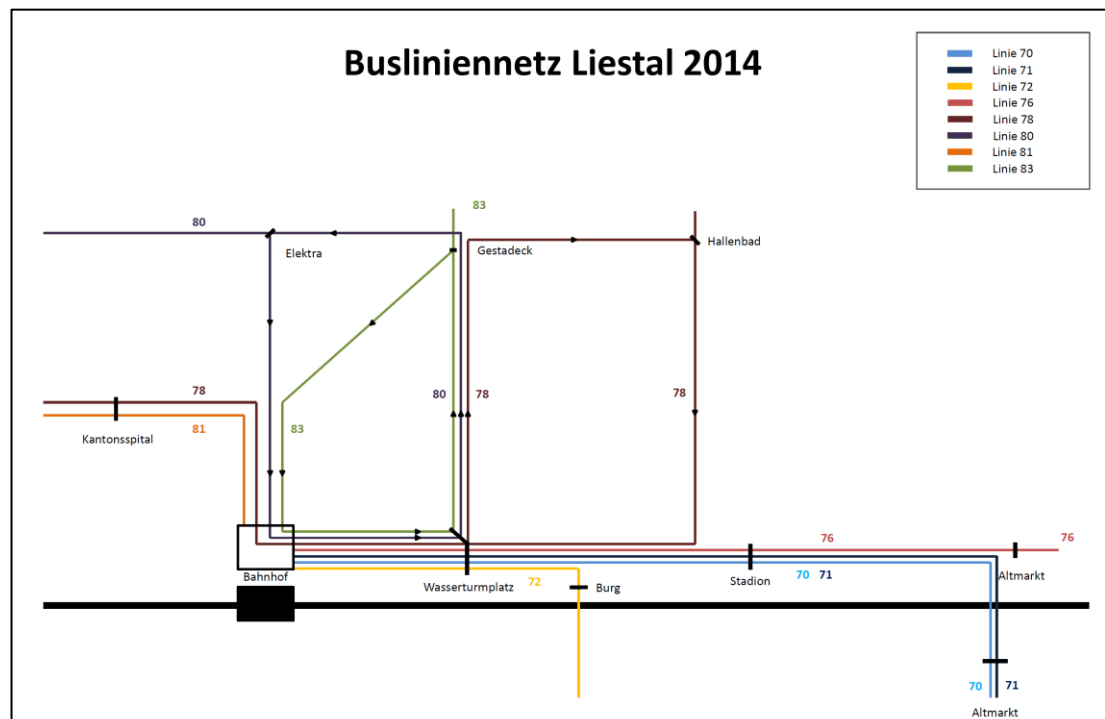 Busliniennetz Liestal 2014
Linie 70
Linie 71
Linie 72
Linie 76
Linie 78
Linie 80
Linie 81
Linie 83
83
80
Elektra
Gestadeck
Hallenbad
78
80
78
78
81
83
Kantonsspital
76
76
Bahnhof
Wasserturmplatz
72
Burg
Stadion
70
71
Altmarkt
70
71
Altmarkt